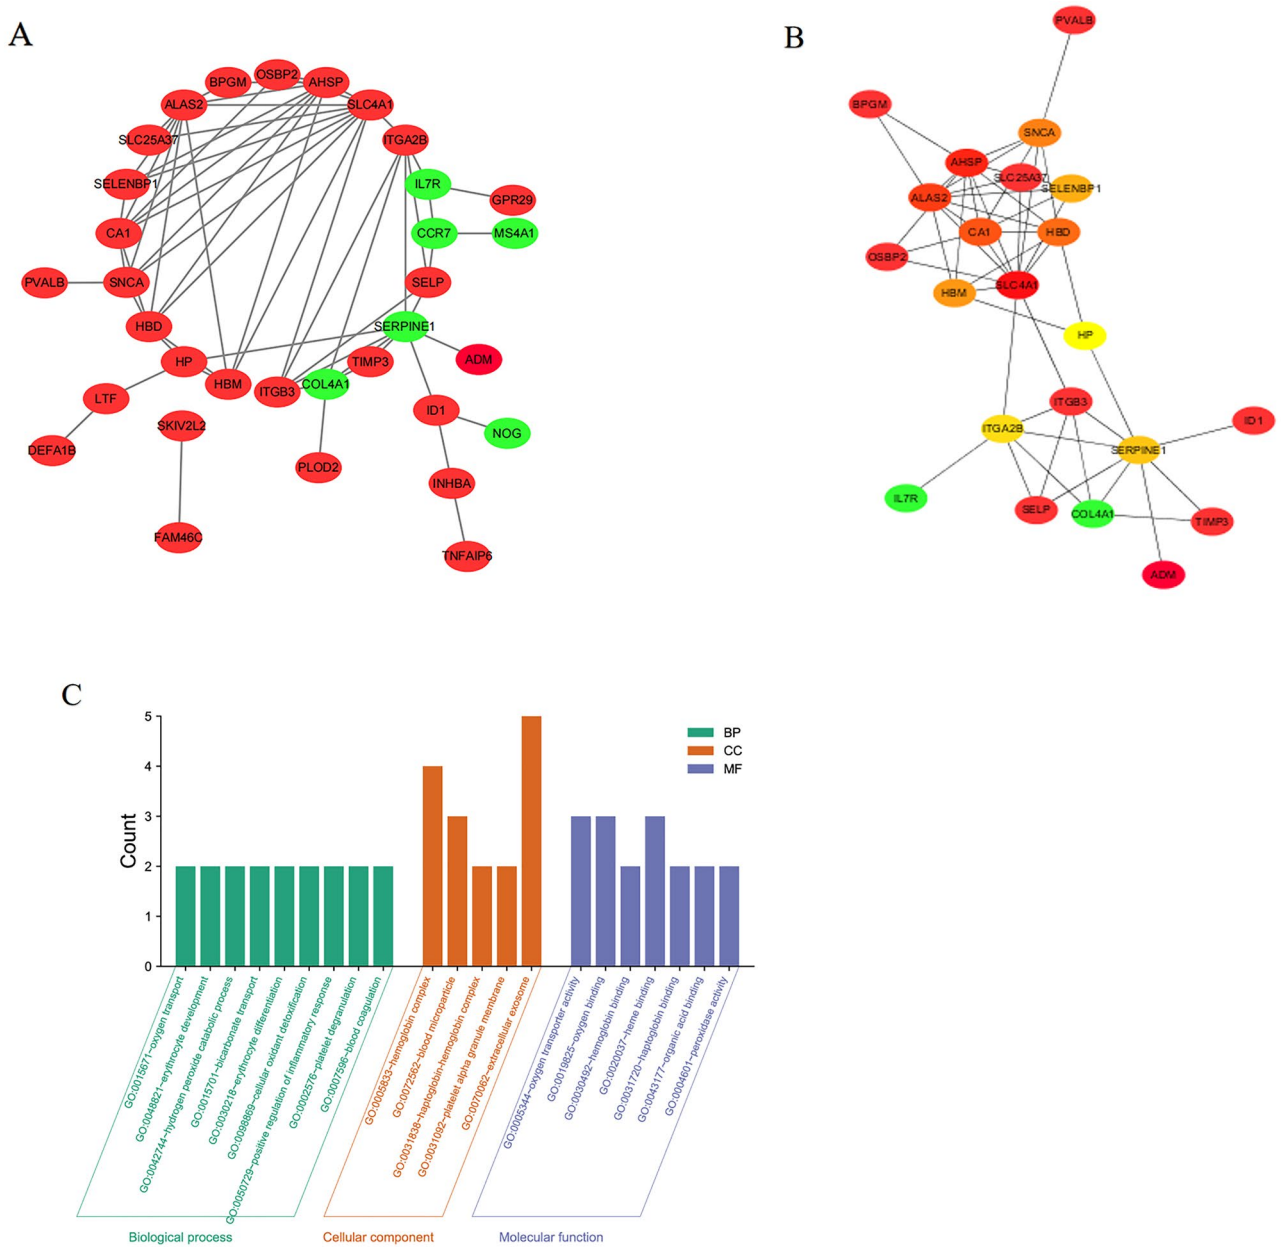 A
OSBP2
BPGM
AHSP
ALAS2
SLC4A1
SLC25A37
ITGA2B
SELENBP1
IL7R
GPR29
CA1
CCR7
MS4A1
PVALB
SNCA
SELP
HBD
SERPINE1
HP
TIMP3
ADM
HBM
ITGB3
COL4A1
LTF
ID1
SKIV2L2
NOG
DEFA1B
PLOD2
INHBA
FAM46C
TNFAIP6
B
PVALB
BPGM
SNCA
AHSP
SLC25A37
SELENBP1
ALAS2
CA1
HBD
OSBP2
SLC4A1
HBM
HP
ITGB3
ITGA2B
ID1
SERPINE1
IL7R
SELP
COL4A1
TIMP3
ADM
C
Count
5
4
3
2
1
0
BP
CC
MF
GO:0015671~oxygen transport
GO:0048821~erythrocyte development
GO:0042744~hydrogen peroxide catabolic process
GO:0015701~bicarbonate transport
GO:0030218~erythrocyte differentiation
GO:0098869~cellular oxidant detoxification
GO:0050729~positive regulation of inflammatory response
GO:0002576~platelet degranulation
GO:0007596~blood coagulation
GO:0005833~hemoglobin complex
GO:0072562~blood microparticle
GO:0031838~haptoglobin-hemoglobin complex
GO:0031092~platelet alpha granule membrane
GO:0070062~extracellular exosome
GO:0005344~oxygen transporter activity
GO:0019825~oxygen binding
GO:0030492~hemoglobin binding
GO:0020037~heme binding
GO:0031720~haptoglobin binding
GO:0043177~organic acid binding
GO:0004601~peroxidase activity
Biological process
Cellular component
Molecular function